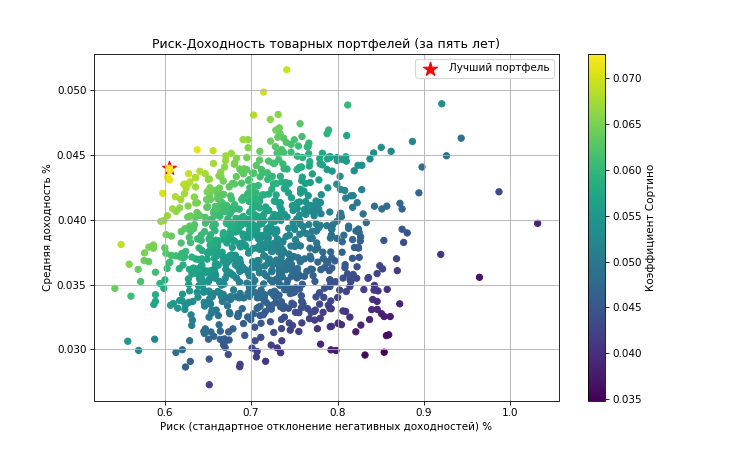 Риск-Доходность товарных портфелей (за пять лет)
Лучший портфель
Средняя доходность %
0.050
0.045
0.040
0.035
0.030
0.6 0.7 0.8 0.9 1.0
Риск (стандартное отклонение негативных доходностей) %
0.070
0.065
0.060
0.055
0.050
0.045
0.040
0.035
Коэффициент Сортино